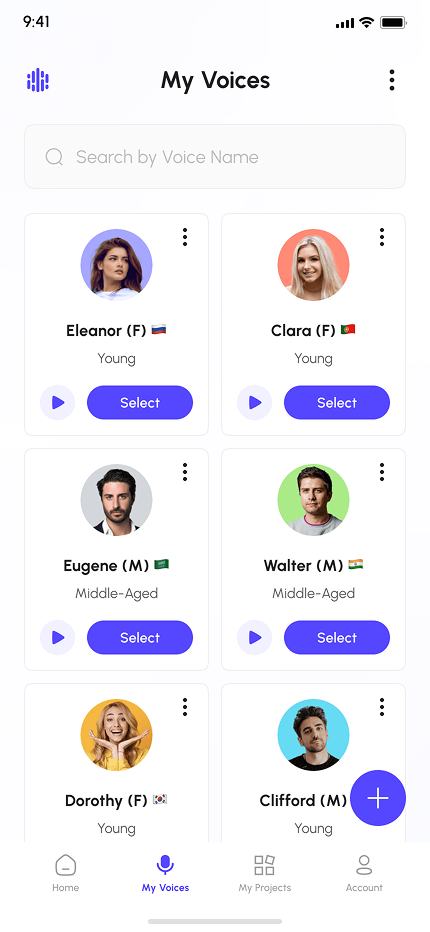 9:41
My Voices
Search by Voice Name
Eleanor (F) 🇷🇺
Clara (F) 🇵🇹
Young
Young
Select
Select
Eugene (M) 🇸🇦
Walter (M) 🇮🇳
Middle-Aged
Middle-Aged
Select
Select
Dorothy (F) 🇰🇷
Clifford (M)
Young
Young
Home
My Voices
My Projects
Account